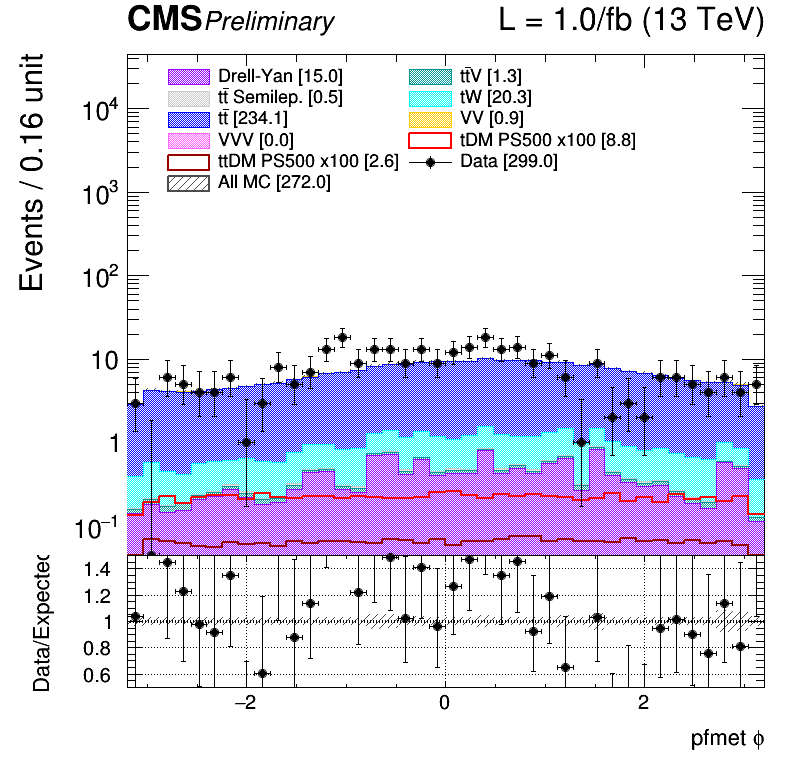 CMS Preliminary L = 1.0/fb (13 TeV)
Events / 0.16 unit
Drell-Yan [15.0] tt̄V [1.3]
tt̄ Semilep. [0.5] tW [20.3]
tt̄ [234.1] VV [0.9]
VVV [0.0] tDM PS500 x100 [8.8]
ttDM PS500 x100 [2.6] Data [299.0]
All MC [272.0]
10⁴
10³
10²
10
1
10⁻¹
Data/Expected
1.4
1.2
1
0.8
0.6
−2 0 2
pfmet ϕ